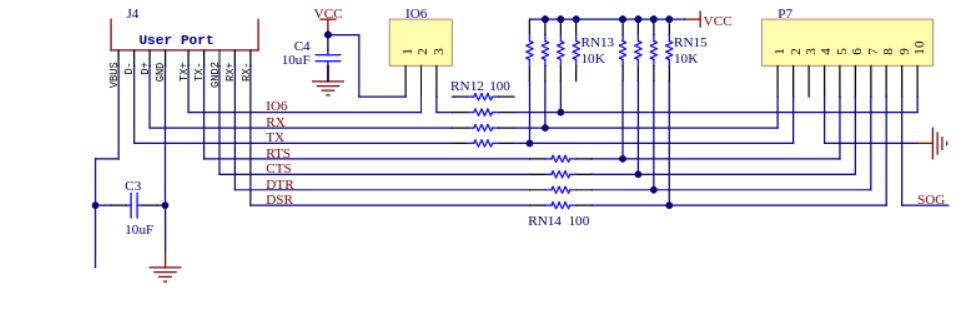 J4
VCC
IO6
VCC
P7
User Port
C4
10uF
1 2 3
RN13
10K
RN15
10K
1 2 3 4 5 6 7 8 9 10
VBUS
D-
D+
GND
TX+
TX-
GND2
RX+
RX-
RN12 100
IO6
RX
TX
RTS
CTS
DTR
DSR
SOG
C3
10uF
RN14 100